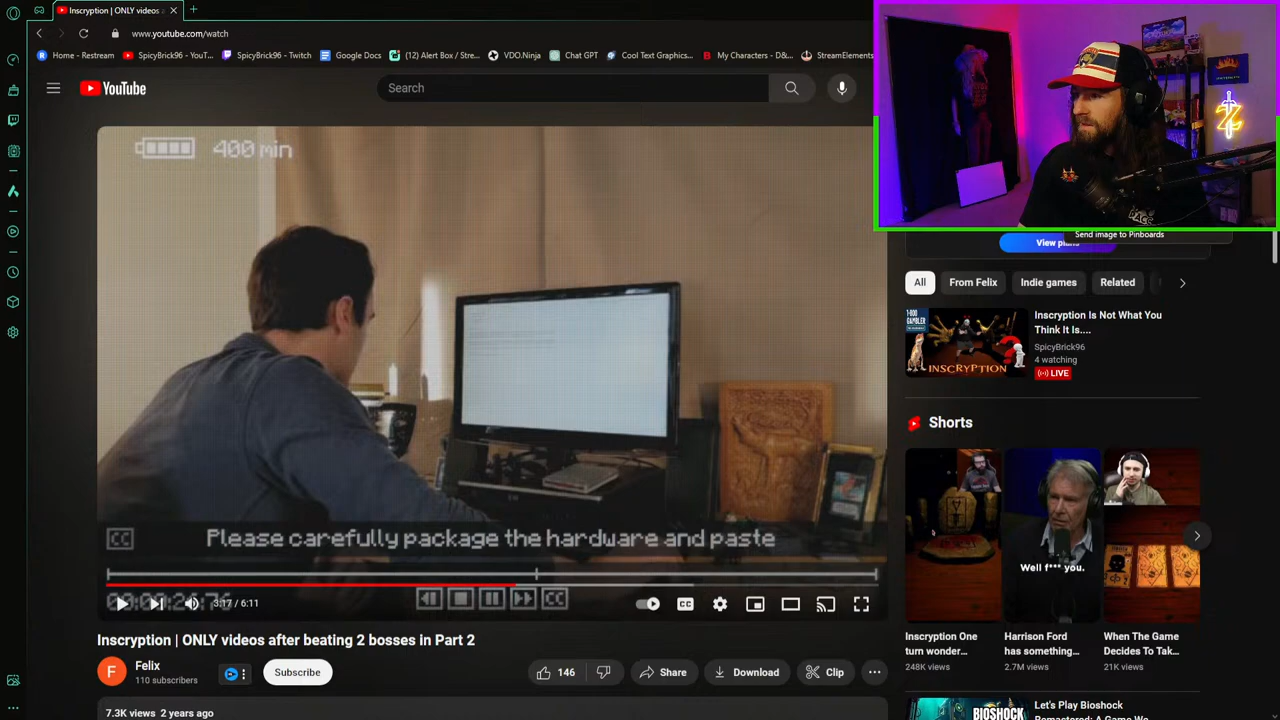 Inscryption | ONLY videos
www.youtube.com/watch
Home - Restream
SpicyBrick96 - YouT...
SpicyBrick96 - Twitch
Google Docs
(12) Alert Box / Stre...
VDO.Ninja
Chat GPT
Cool Text Graphics...
My Characters - D&...
StreamElements
YouTube
Search
400 min
CC
Please carefully package the hardware and paste
CC
3:17 / 6:11
Inscryption | ONLY videos after beating 2 bosses in Part 2
F
Felix
110 subscribers
Subscribe
146
Share
Download
Clip
7.3K views 2 years ago
Send image to Pinboards
View plans
All
From Felix
Indie games
Related
INSCRYPTION
Inscryption Is Not What You
Think It Is....
SpicyBrick96
4 watching
LIVE
Shorts
Well f*** you.
Inscryption One
turn wonder...
248K views
Harrison Ford
has something...
2.7M views
When The Game
Decides To Tak...
21K views
BIOSHOCK
Let's Play Bioshock
Remastered: A Game We